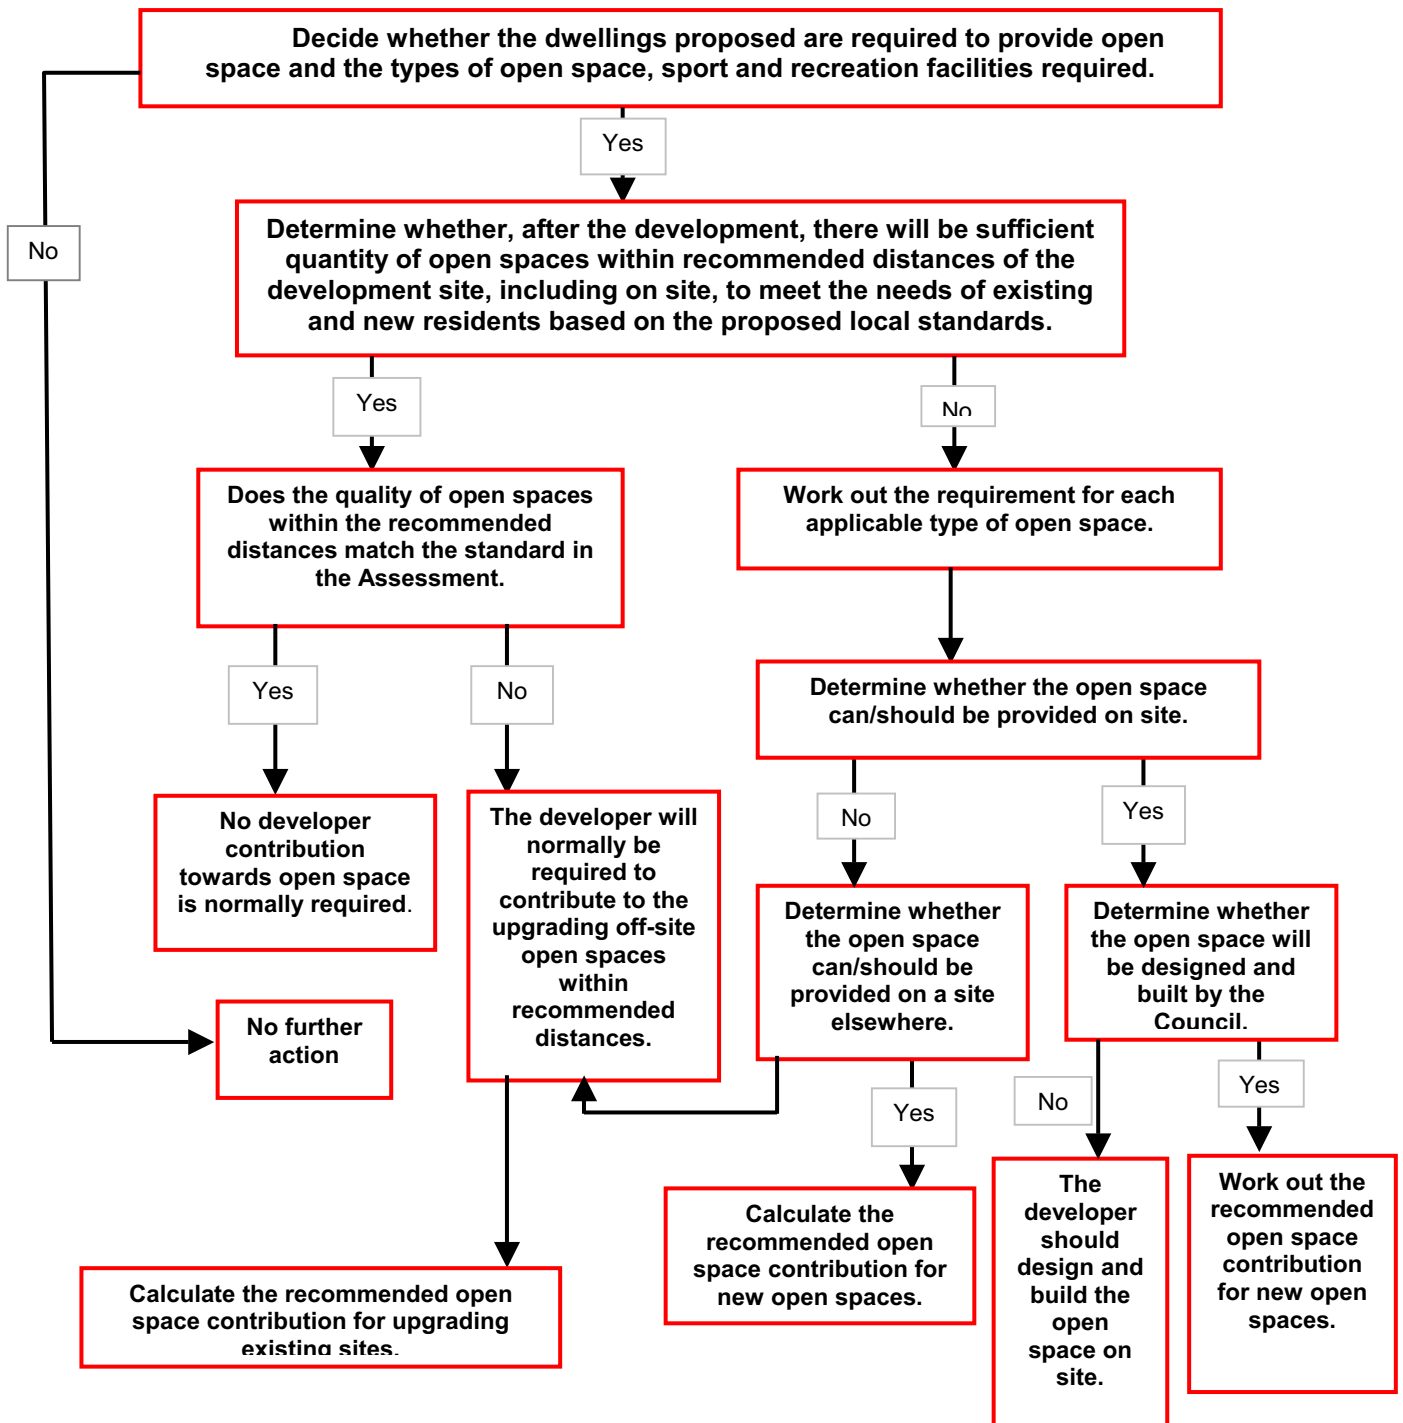 Decide whether the dwellings proposed are required to provide open
space and the types of open space, sport and recreation facilities required.
Yes
No
Determine whether, after the development, there will be sufficient
quantity of open spaces within recommended distances of the
development site, including on site, to meet the needs of existing
and new residents based on the proposed local standards.
Yes
No
Does the quality of open spaces
within the recommended
distances match the standard in
the Assessment.
Work out the requirement for each
applicable type of open space.
Yes
No
Determine whether the open space
can/should be provided on site.
No
Yes
No developer
contribution
towards open space
is normally required.
The developer will
normally be
required to
contribute to the
upgrading off-site
open spaces
within
recommended
distances.
Determine whether
the open space
can/should be
provided on a site
elsewhere.
Determine whether
the open space will
be designed and
built by the
Council.
No further
action
Yes
No
Yes
Calculate the
recommended open
space contribution for
new open spaces.
The
developer
should
design and
build the
open
space on
site.
Work out the
recommended
open space
contribution
for new open
spaces.
Calculate the recommended open
space contribution for upgrading
existing sites.